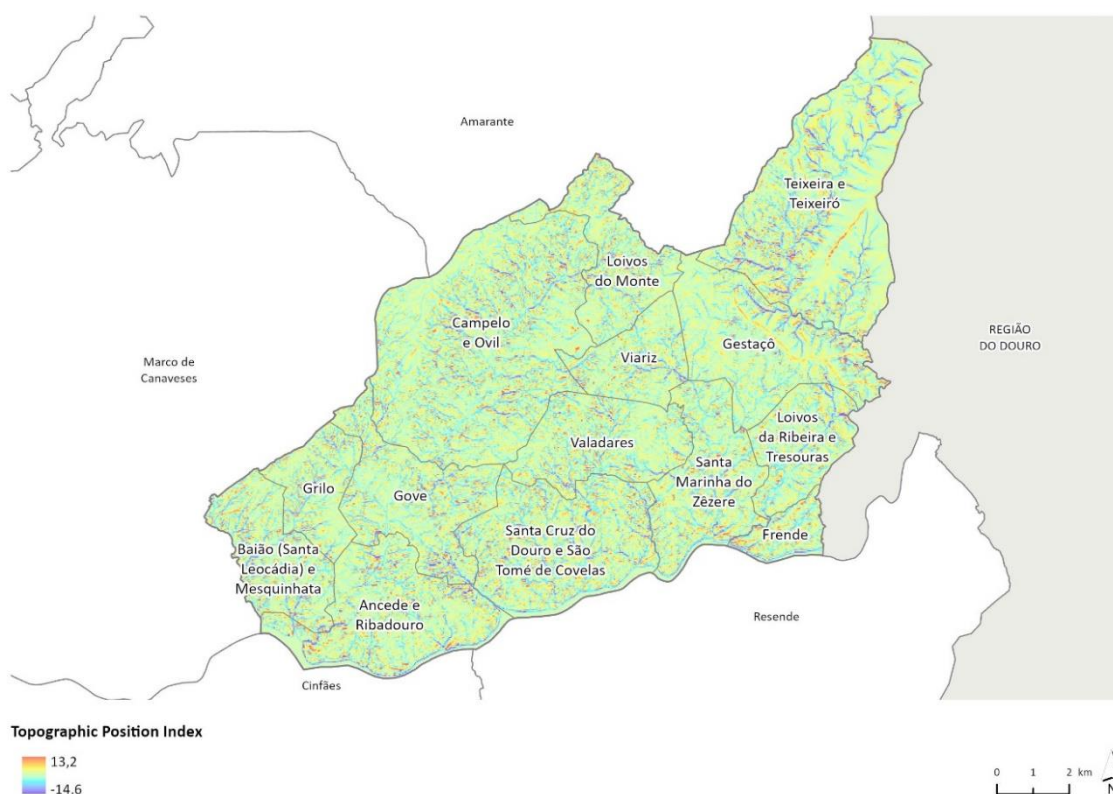 Amarante
Teixeira e
Teixeiró
Loivos
do Monte
Campelo
e Ovil
Gestaçô
REGIÃO
DO DOURO
Marco de
Canaveses
Viariz
Loivos
da Ribeira e
Tresouras
Valadares
Santa
Marinha do
Zêzere
Grilo
Gove
Santa Cruz do
Douro e São
Tomé de Covelas
Frende
Baião (Santa
Leocádia) e
Mesquinhata
Ancede e
Ribadouro
Resende
Cinfães
Topographic Position Index
13,2
-14,6
0 1 2 km
N